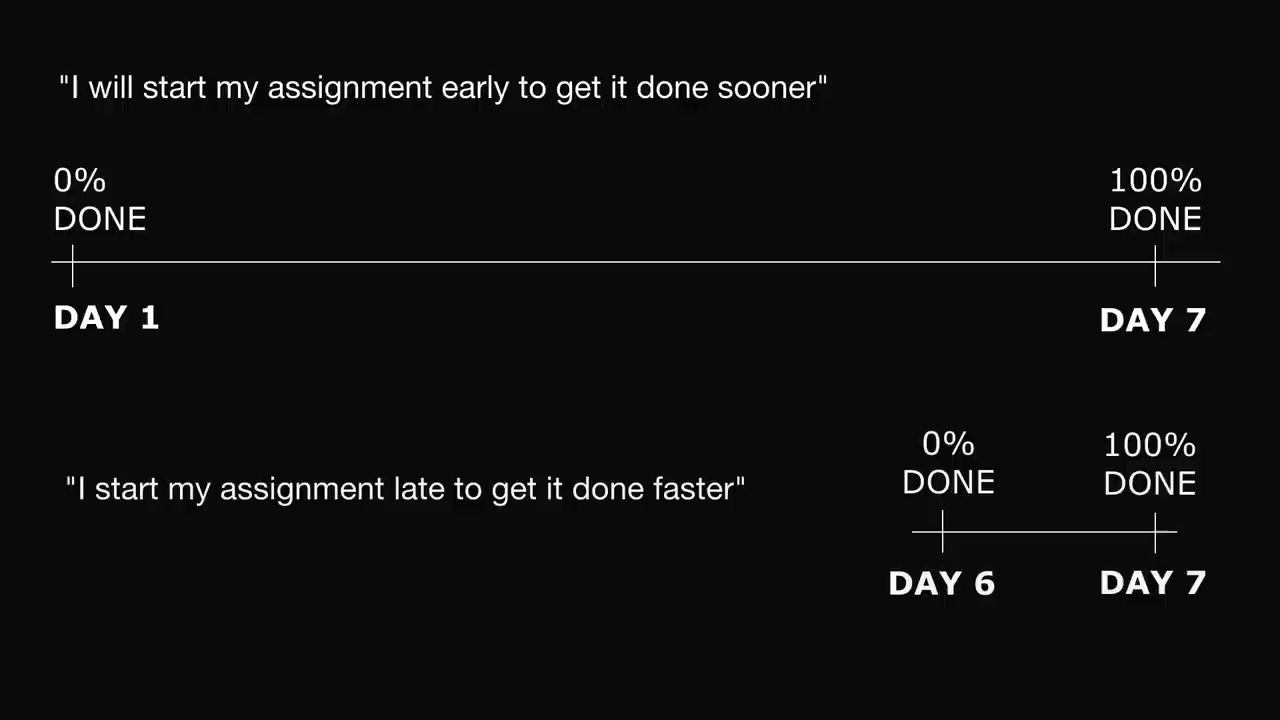 "I will start my assignment early to get it done sooner"
0%
DONE
100%
DONE
DAY 1
DAY 7
"I start my assignment late to get it done faster"
0%
DONE
100%
DONE
DAY 6
DAY 7